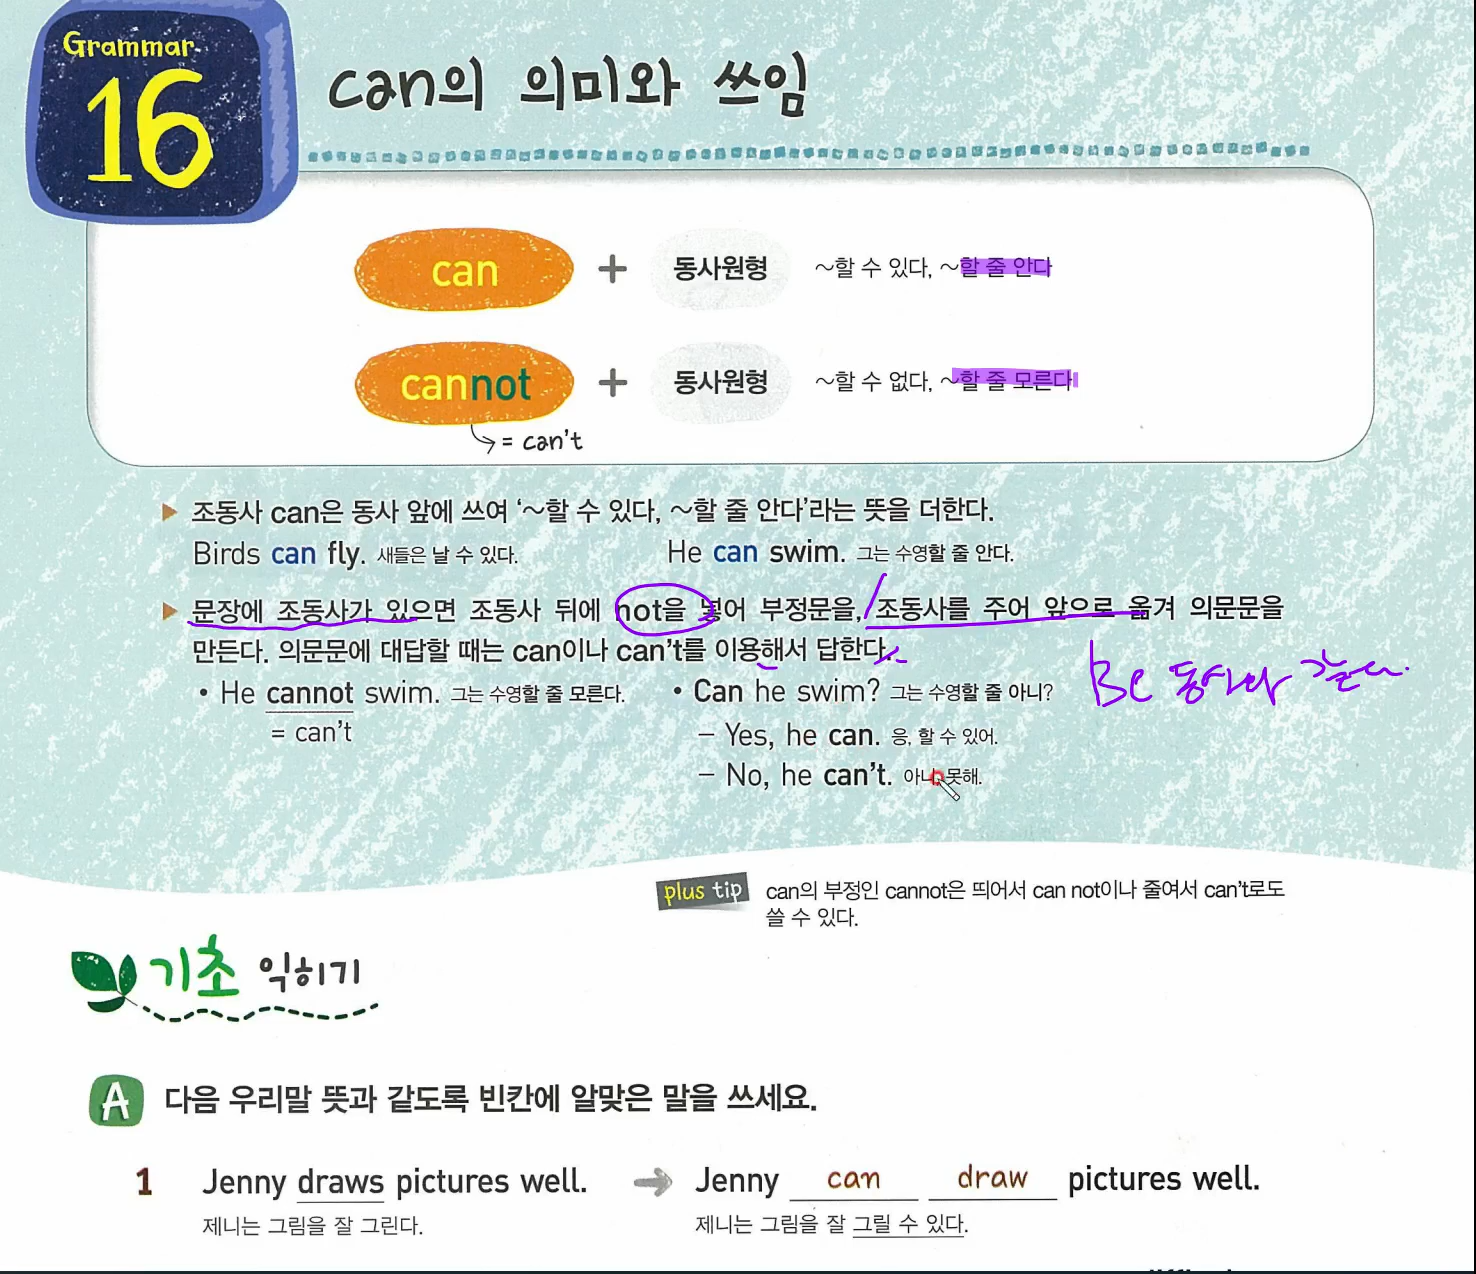 Grammar
16
can의 의미와 쓰임
can + 동사원형 ~할 수 있다, ~할 줄 안다
cannot + 동사원형 ~할 수 없다, ~할 줄 모른다
= can't
▶ 조동사 can은 동사 앞에 쓰여 '~할 수 있다, ~할 줄 안다'라는 뜻을 더한다.
Birds can fly. 새들은 날 수 있다. He can swim. 그는 수영할 줄 안다.
▶ 문장에 조동사가 있으면 조동사 뒤에 not을 넣어 부정문을, 조동사를 주어 앞으로 옮겨 의문문을
만든다. 의문문에 대답할 때는 can이나 can't를 이용해서 답한다.
Be 동사와 같다.
• He cannot swim. 그는 수영할 줄 모른다. • Can he swim? 그는 수영할 줄 아니?
= can't – Yes, he can. 응, 할 수 있어.
– No, he can't. 아니, 못해.
plus tip can의 부정인 cannot은 띄어서 can not이나 줄여서 can't로도
쓸 수 있다.
기초 익히기
A 다음 우리말 뜻과 같도록 빈칸에 알맞은 말을 쓰세요.
1 Jenny draws pictures well. → Jenny can draw pictures well.
제니는 그림을 잘 그린다. 제니는 그림을 잘 그릴 수 있다.